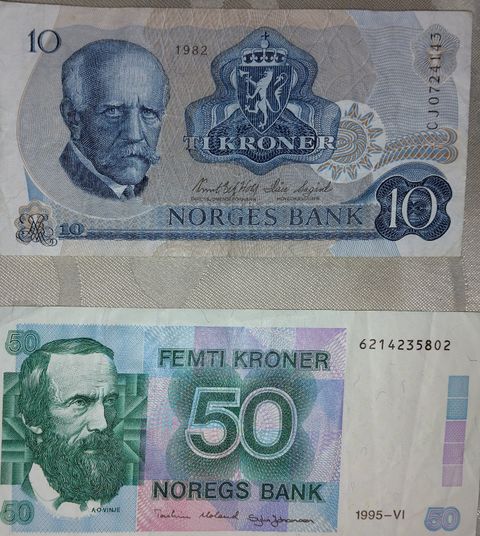 10
1982
CJ0724143
TI KRONER
NORGES BANK
10
10
50
FEMTI KRONER
6214235802
50
NOREGS BANK
A·O·VINJE
50
1995-VI
50